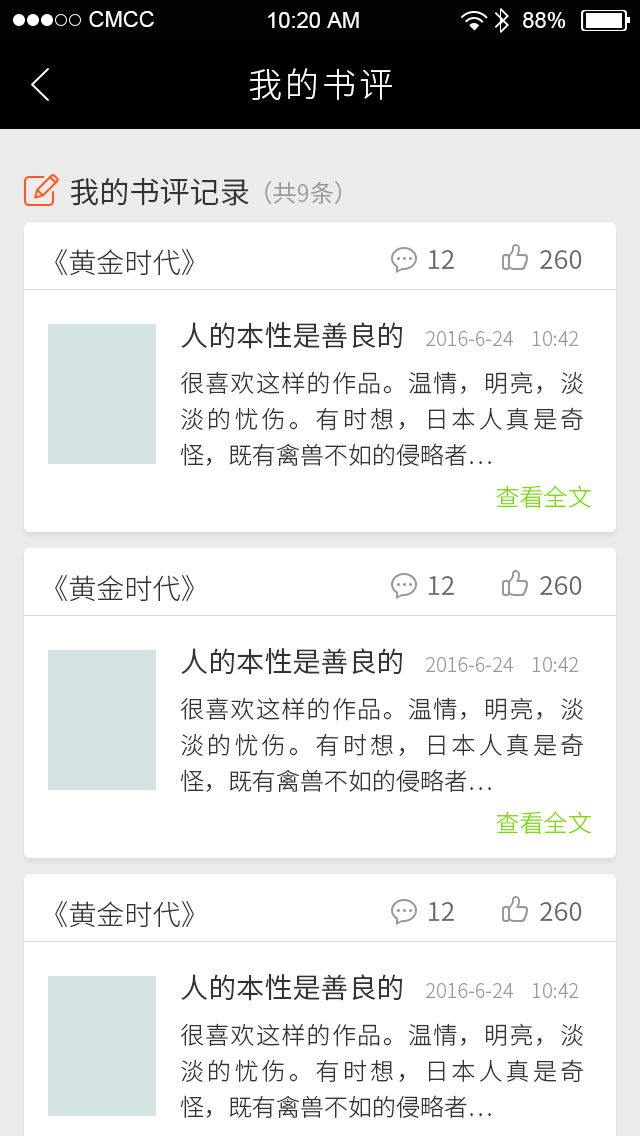 CMCC 10:20 AM 88%
我的书评
我的书评记录（共9条）
《黄金时代》 12 260
人的本性是善良的 2016-6-24 10:42
很喜欢这样的作品。温情，明亮，淡
淡的忧伤。有时想，日本人真是奇
怪，既有禽兽不如的侵略者...
查看全文
《黄金时代》 12 260
人的本性是善良的 2016-6-24 10:42
很喜欢这样的作品。温情，明亮，淡
淡的忧伤。有时想，日本人真是奇
怪，既有禽兽不如的侵略者...
查看全文
《黄金时代》 12 260
人的本性是善良的 2016-6-24 10:42
很喜欢这样的作品。温情，明亮，淡
淡的忧伤。有时想，日本人真是奇
怪，既有禽兽不如的侵略者...